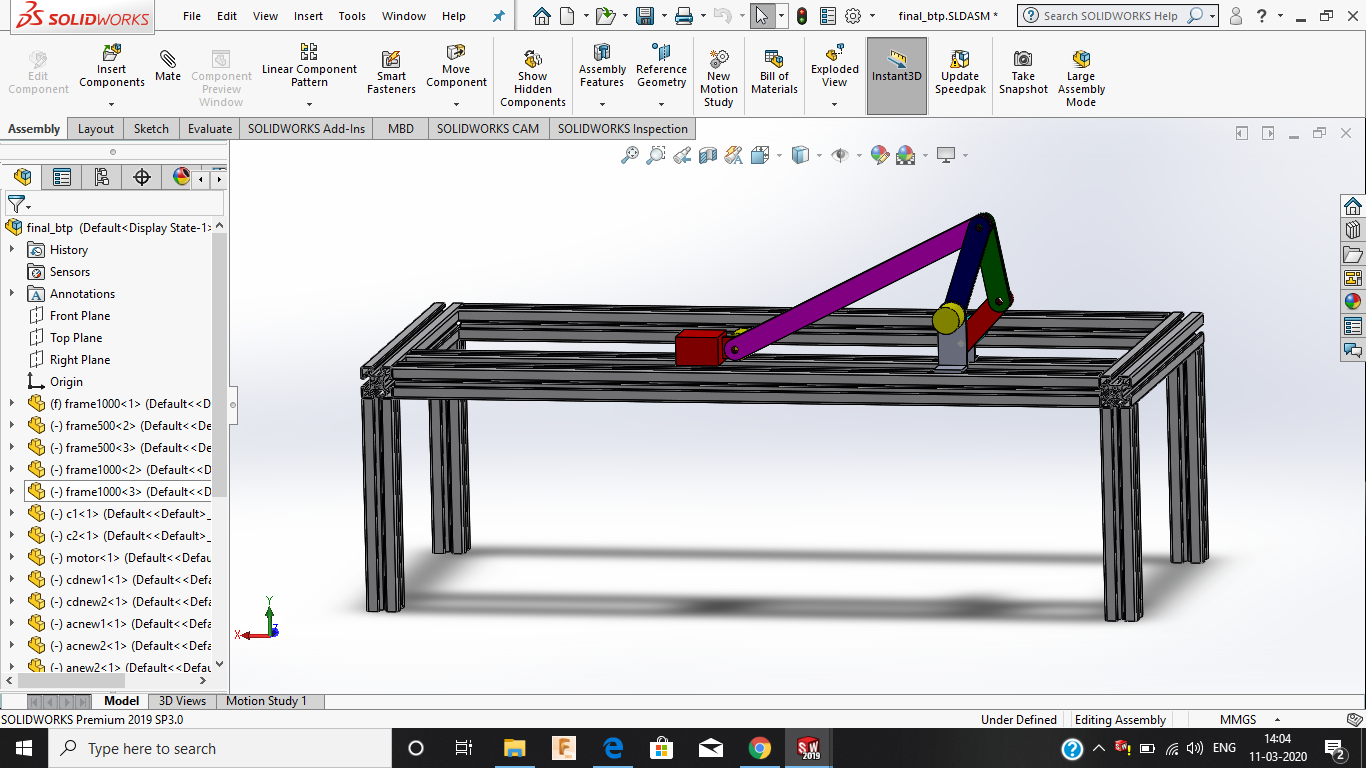 SOLIDWORKS
File Edit View Insert Tools Window Help
final_btp.SLDASM *
Search SOLIDWORKS Help
?
Edit Component
Insert Components
Mate
Component Preview Window
Linear Component Pattern
Smart Fasteners
Move Component
Show Hidden Components
Assembly Features
Reference Geometry
New Motion Study
Bill of Materials
Exploded View
Instant3D
Update Speedpak
Take Snapshot
Large Assembly Mode
Assembly Layout Sketch Evaluate SOLIDWORKS Add-Ins MBD SOLIDWORKS CAM SOLIDWORKS Inspection
final_btp (Default<Display State-1>
History
Sensors
A Annotations
Front Plane
Top Plane
Right Plane
Origin
(f) frame1000<1> (Default<<D
(-) frame500<2> (Default<<De
(-) frame500<3> (Default<<De
(-) frame1000<2> (Default<<D
(-) frame1000<3> (Default<<D
(-) c1<1> (Default<<Default>_
(-) c2<1> (Default<<Default>_
(-) motor<1> (Default<<Defau
(-) cdnew1<1> (Default<<Defa
(-) cdnew2<1> (Default<<Defa
(-) acnew1<1> (Default<<Defa
(-) acnew2<1> (Default<<Defa
(-) anew2<1> (Default<<Defau
Y
X
Z
Model 3D Views Motion Study 1
SOLIDWORKS Premium 2019 SP3.0
Under Defined Editing Assembly MMGS
Type here to search
F
SW 2019
?
ENG
14:04
11-03-2020
2